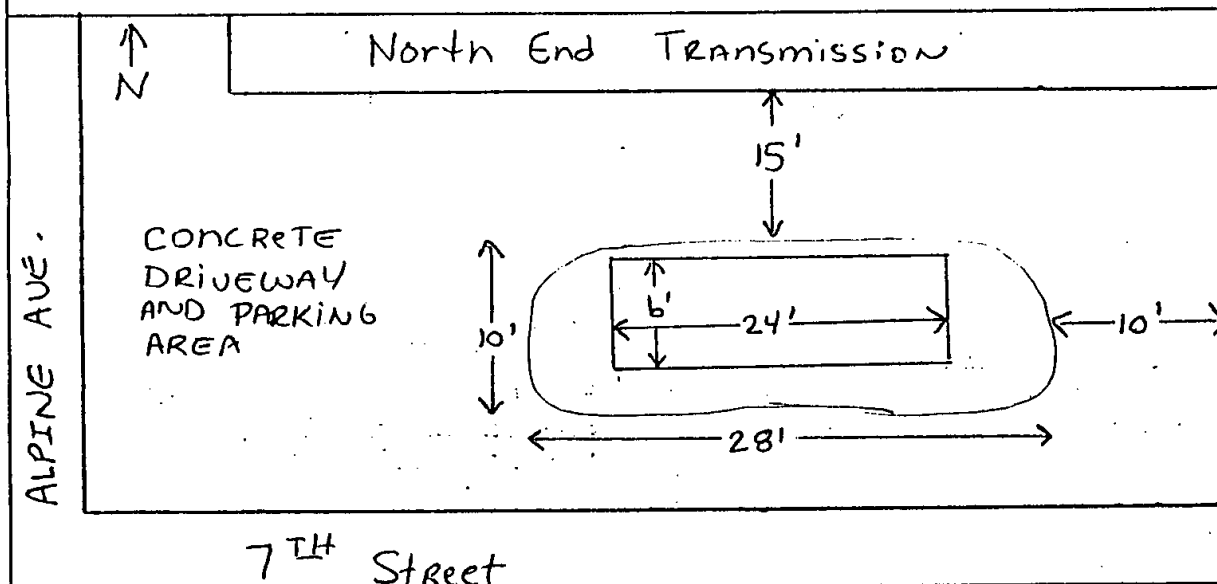 North End TRANSMISSION
N
15'
CONCRETE
DRIVEWAY
AND PARKING
AREA
10'
6'
24'
10'
28'
ALPINE AVE.
7TH Street